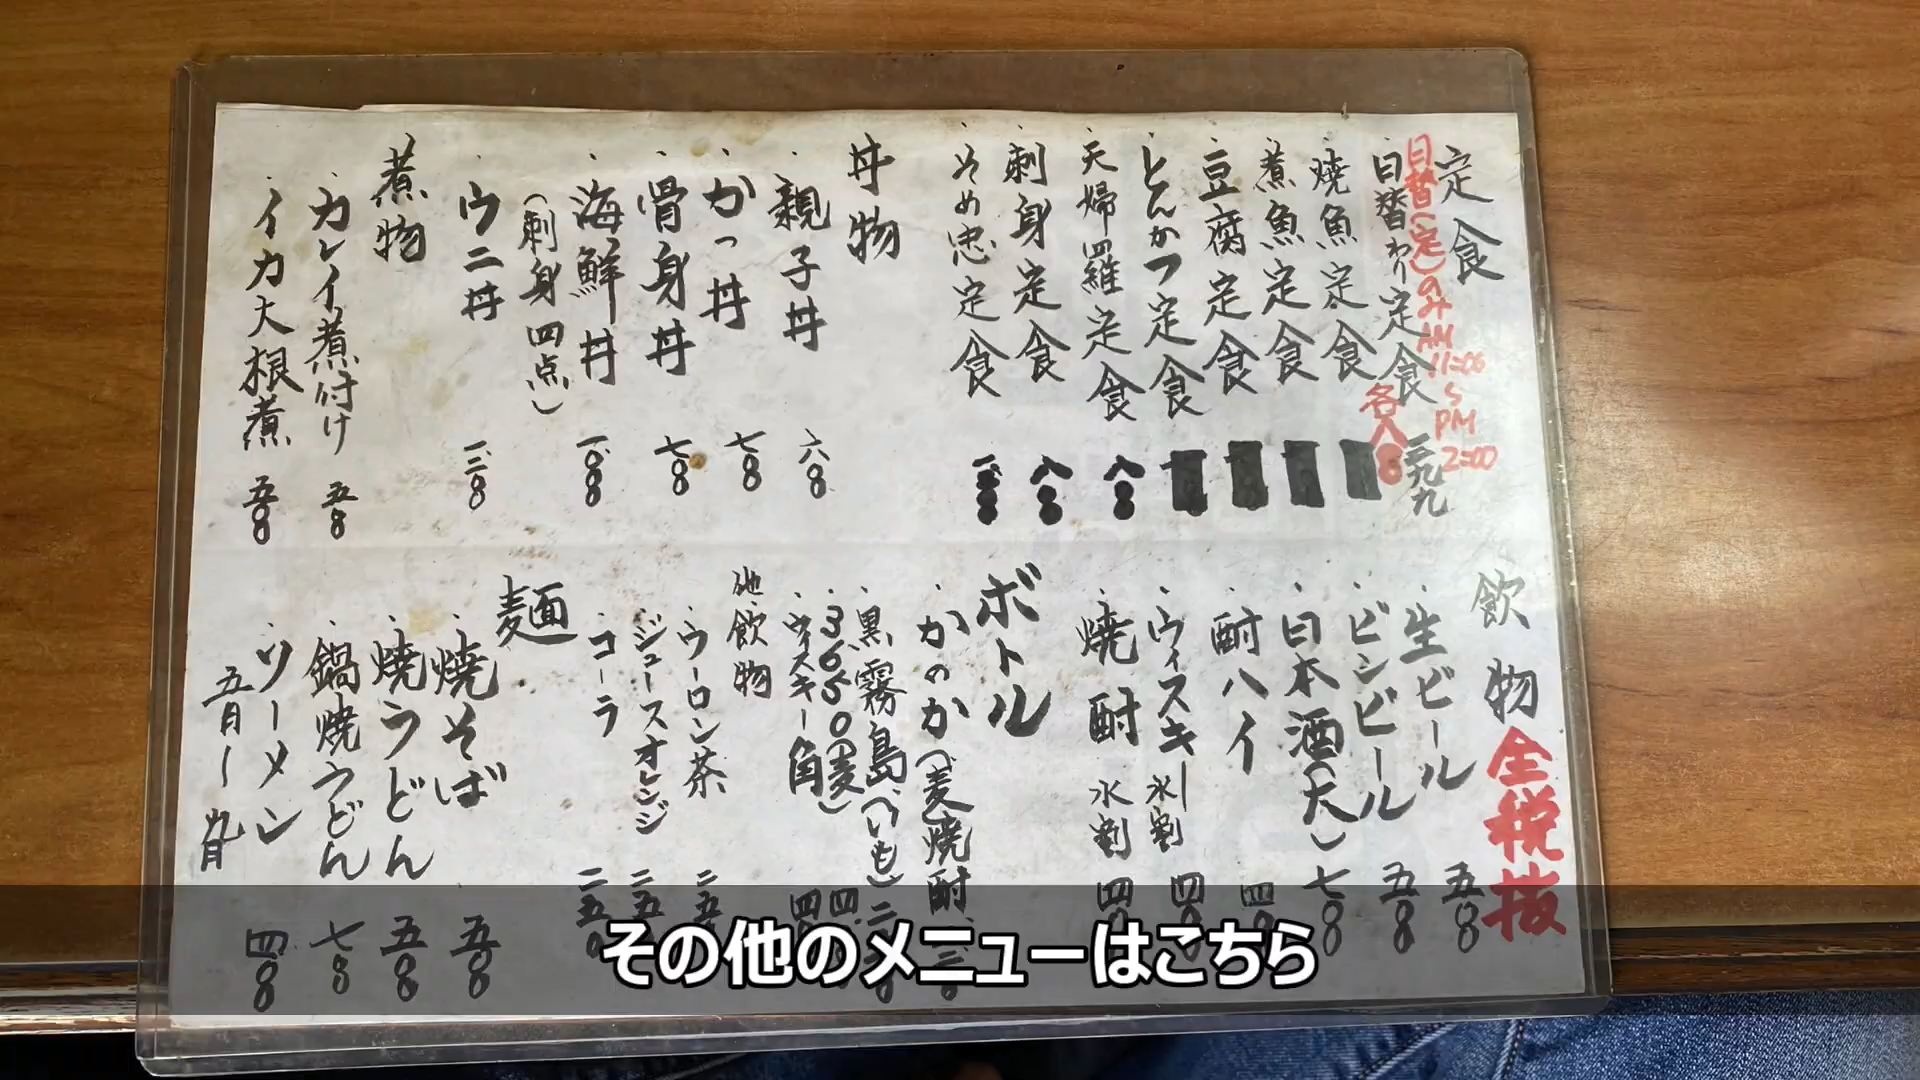 定食
日替(定)のみ
AM 11:00
〜
PM 2:00
・日替わり定食
・焼魚定食
各八〇〇
・煮魚定食
・豆腐定食
・とんかつ定食
・天婦羅定食 八〇〇
・刺身定食 八〇〇
・そめ忠定食
丼物
・親子丼 六〇〇
・かつ丼 七〇〇
・骨身丼 七〇〇
・海鮮丼 一、〇〇〇
(刺身四点)
・ウニ丼
煮物
・カレイ煮付け 五〇〇
・イカ大根煮 五〇〇
飲物
全税抜
・生ビール 五〇〇
・ビンビール 五〇〇
・日本酒(大) 七〇〇
・酎ハイ
・ウィスキー水割
・焼酎 水割
ボトル
・かのか(麦)焼酎
・黒霧島(いも)
・3650(麦)
・ウィスキー角
他飲物
・ウーロン茶
・ジュースオレンジ
・コーラ
麺
・焼そば 五〇〇
・焼うどん 五〇〇
・鍋焼うどん 七〇〇
・ソーメン 四〇〇
五月〜九月
その他のメニューはこちら